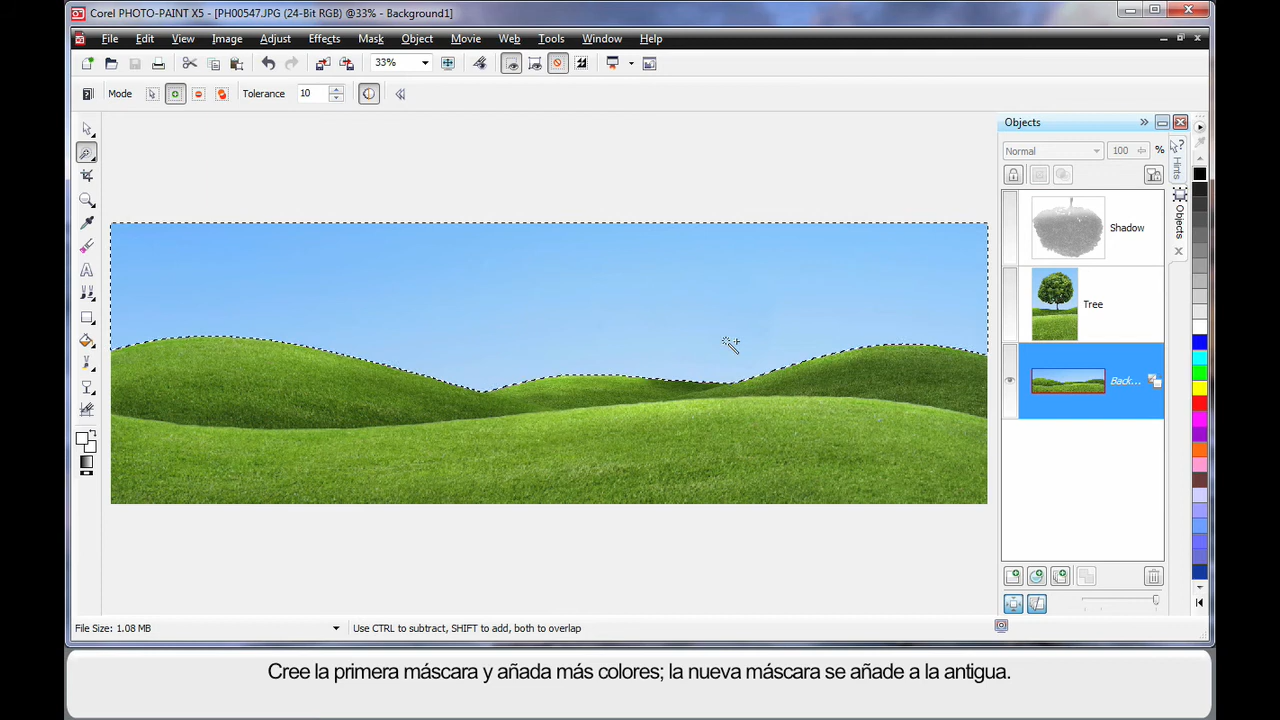 Corel PHOTO-PAINT X5 - [PH00547.JPG (24-Bit RGB) @33% - Background1]
File Edit View Image Adjust Effects Mask Object Movie Web Tools Window Help
33%
Mode Tolerance 10
Objects
Normal 100 %
Hints
Objects
Shadow
Tree
Back...
File Size: 1.08 MB Use CTRL to subtract, SHIFT to add, both to overlap
Cree la primera máscara y añada más colores; la nueva máscara se añade a la antigua.